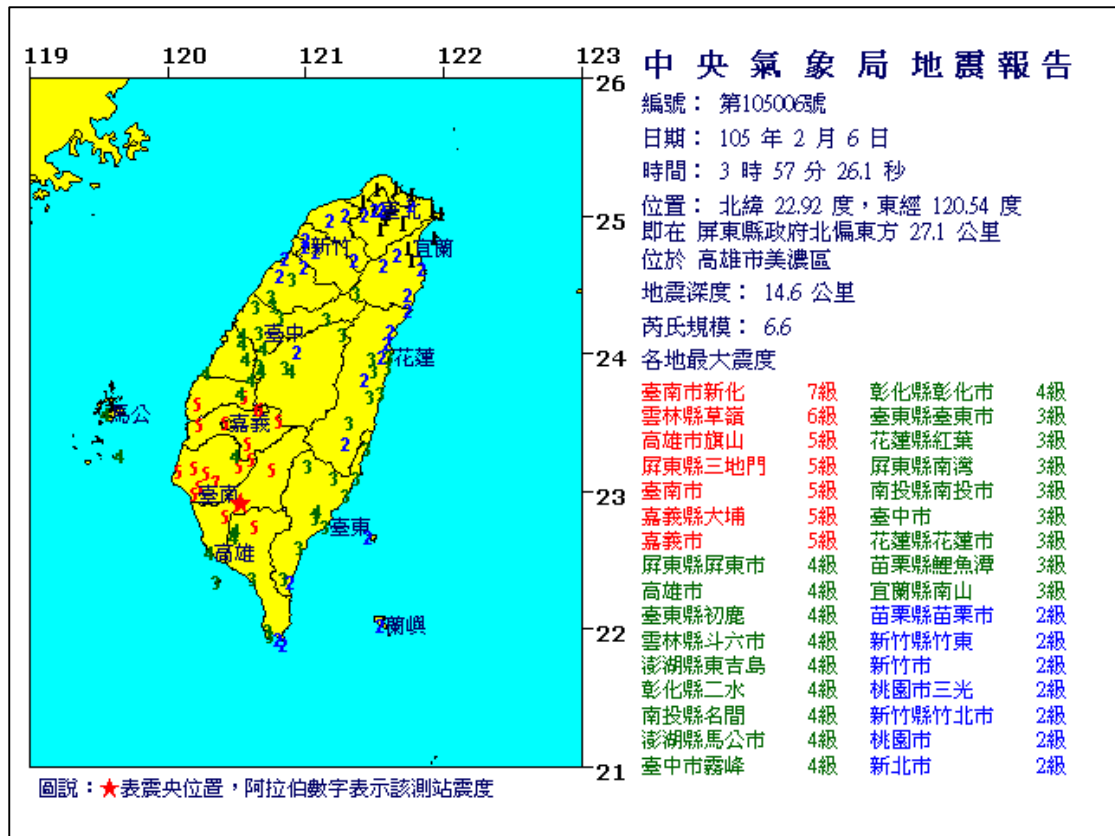 119 120 121 122 123
26
25
24
23
22
21
臺北
新竹
宜蘭
臺中
花蓮
馬公
嘉義
臺南
臺東
高雄
蘭嶼
圖說：★表震央位置，阿拉伯數字表示該測站震度
中央氣象局地震報告
編號： 第105006號
日期： 105 年 2 月 6 日
時間： 3 時 57 分 26.1 秒
位置： 北緯 22.92 度，東經 120.54 度
即在 屏東縣政府北偏東方 27.1 公里
位於 高雄市美濃區
地震深度： 14.6 公里
芮氏規模： 6.6
各地最大震度
臺南市新化 7級 彰化縣彰化市 4級
雲林縣草嶺 6級 臺東縣臺東市 3級
高雄市旗山 5級 花蓮縣紅葉 3級
屏東縣三地門 5級 屏東縣南灣 3級
臺南市 5級 南投縣南投市 3級
嘉義縣大埔 5級 臺中市 3級
嘉義市 5級 花蓮縣花蓮市 3級
屏東縣屏東市 4級 苗栗縣鯉魚潭 3級
高雄市 4級 宜蘭縣南山 3級
臺東縣初鹿 4級 苗栗縣苗栗市 2級
雲林縣斗六市 4級 新竹縣竹東 2級
澎湖縣東吉島 4級 新竹市 2級
彰化縣二水 4級 桃園市三光 2級
南投縣名間 4級 新竹縣竹北市 2級
澎湖縣馬公市 4級 桃園市 2級
臺中市霧峰 4級 新北市 2級